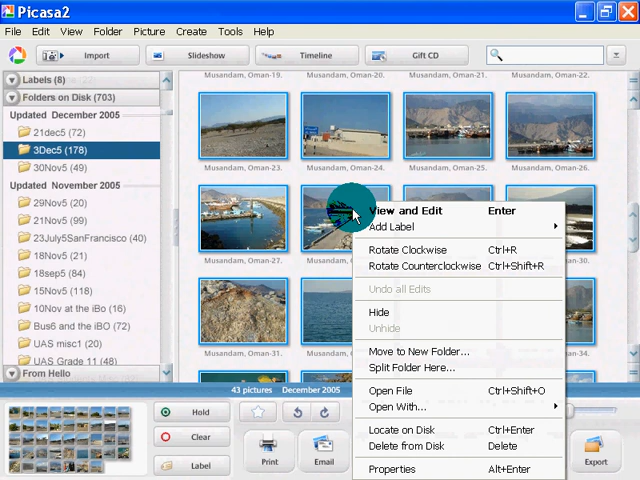 Picasa2
File Edit View Folder Picture Create Tools Help
Import Slideshow Timeline Gift CD
Labels (8)
Folders on Disk (703)
Updated December 2005
21dec5 (72)
3Dec5 (178)
30Nov5 (49)
Updated November 2005
29Nov5 (20)
21Nov5 (99)
23July5SanFrancisco (40)
18Nov5 (21)
18sep5 (84)
15Nov5 (118)
10Nov at the iBo (16)
Bus6 and the iBO (72)
UAS misc1 (20)
UAS Grade 11 (48)
From Hello
Musandam, Oman-19. Musandam, Oman-20. Musandam, Oman-21. Musandam, Oman-22.
Musandam, Oman-23. Musandam, Oman-24. Musandam, Oman-25. Musandam, Oman-26.
Musandam, Oman-27.
Musandam, Oman-31.
View and Edit Enter
Add Label
Rotate Clockwise Ctrl+R
Rotate Counterclockwise Ctrl+Shift+R
Undo all Edits
Hide
Unhide
Move to New Folder...
Split Folder Here...
Open File Ctrl+Shift+O
Open With...
Locate on Disk Ctrl+Enter
Delete from Disk Delete
Properties Alt+Enter
43 pictures December 2005
Hold
Clear
Label
Print
Email
Export